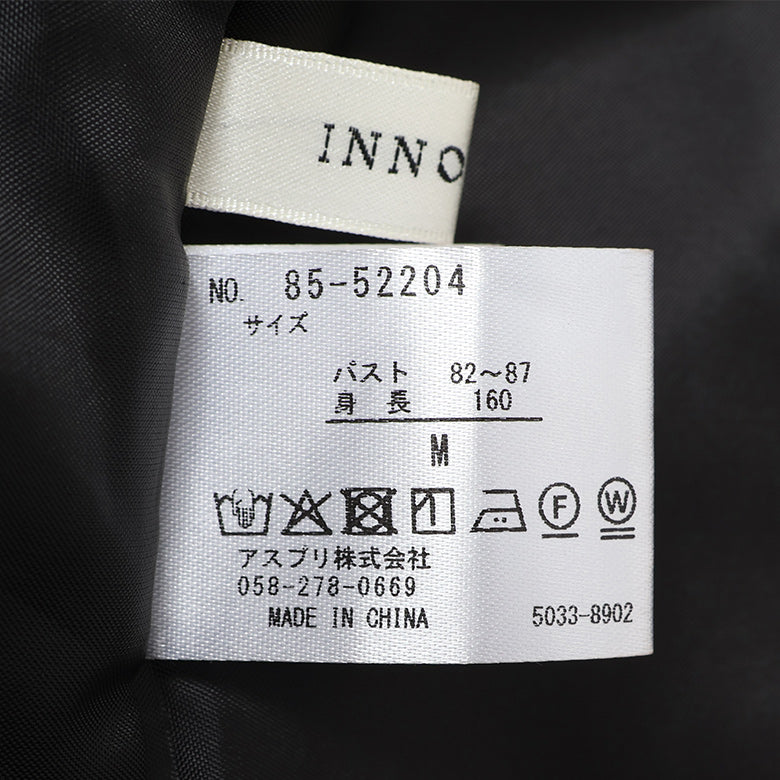 INNO
NO. 85-52204
サイズ
バスト 82～87
身長 160
M
F W
アスプリ株式会社
058-278-0669
MADE IN CHINA 5033-8902